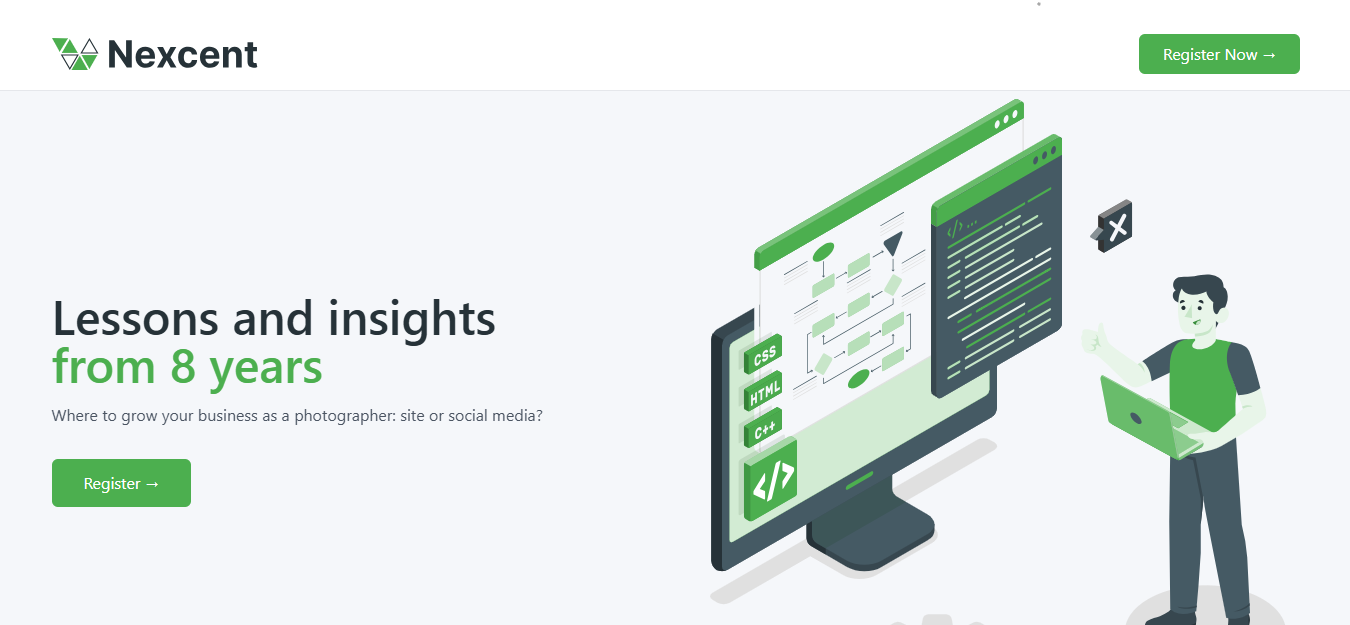 Nexcent
Register Now →
Lessons and insights
from 8 years
Where to grow your business as a photographer: site or social media?
Register →
</>...
CSS
HTML
C++
</>